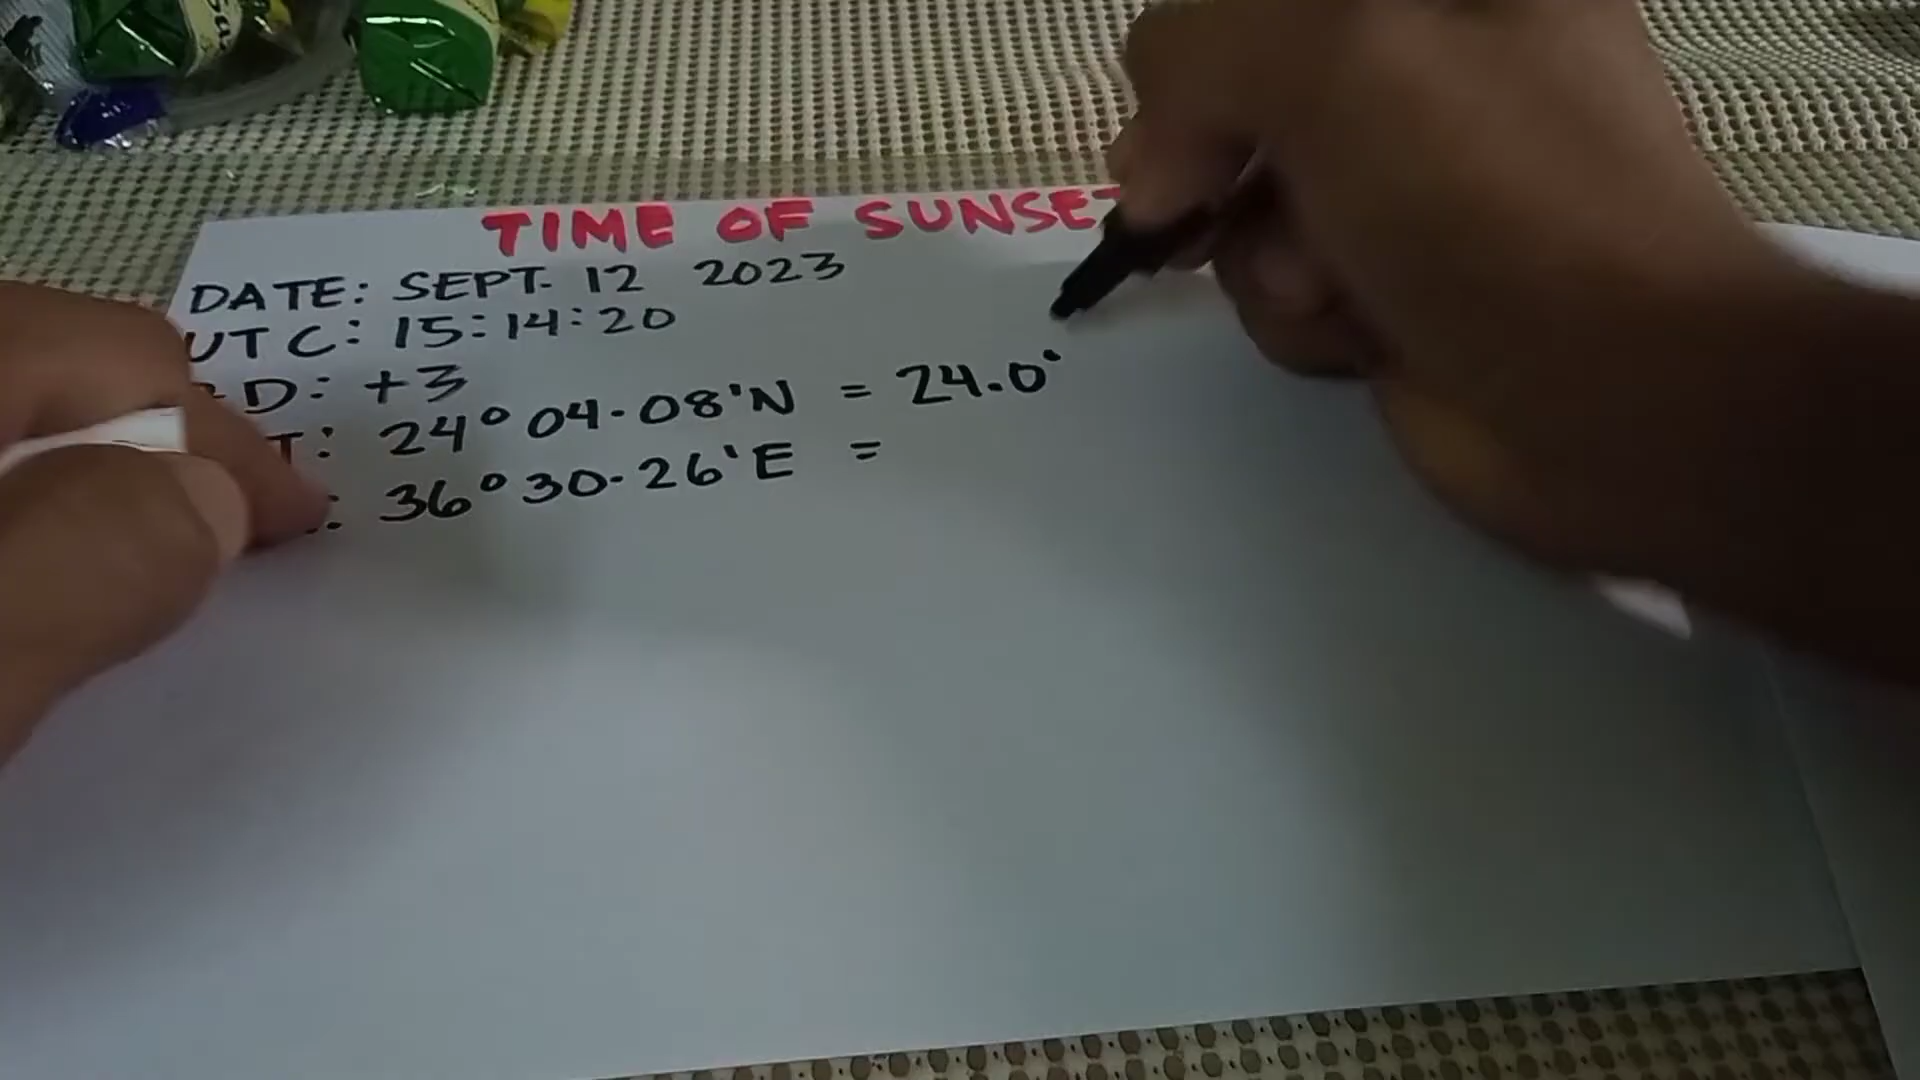 TIME OF SUNSET
DATE: SEPT. 12 2023
UTC: 15:14:20
D: +3
T: 24° 04.08'N = 24.0°
: 36° 30.26'E =